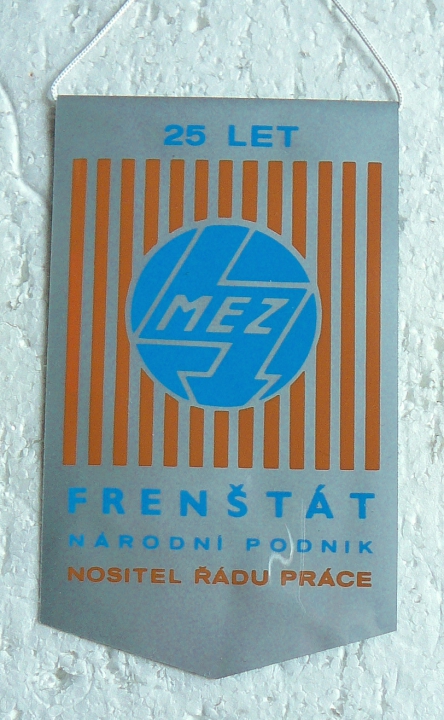 25 LET
MEZ
FRENŠTÁT
NÁRODNÍ PODNIK
NOSITEL ŘÁDU PRÁCE